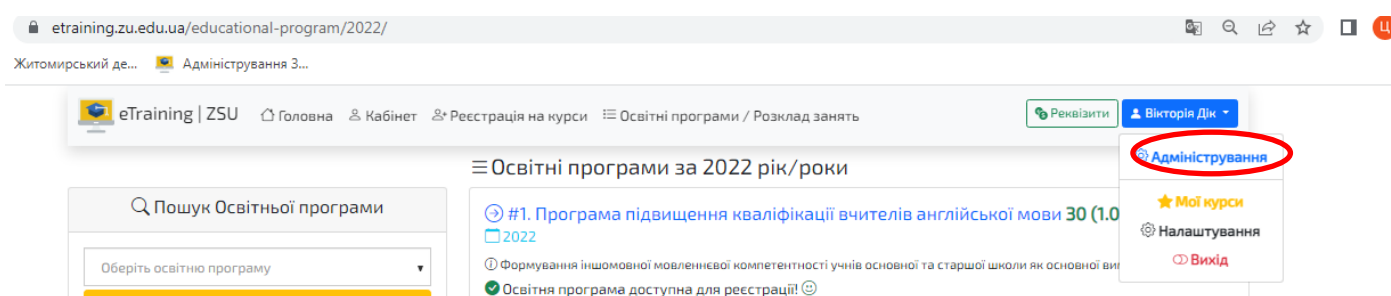 etraining.zu.edu.ua/educational-program/2022/
Ц
Житомирський де... Адміністрування З...
eTraining | ZSU Головна Кабінет Реєстрація на курси Освітні програми / Розклад занять Реквізити Вікторія Дік
Адміністрування
Освітні програми за 2022 рік/роки
Пошук Освітньої програми
Мої курси
#1. Програма підвищення кваліфікації вчителів англійської мови 30 (1.0
2022
Налаштування
Оберіть освітню програму
Формування іншомовної мовленнєвої компетентності учнів основної та старшої школи як основної
Вихід
Освітня програма доступна для реєстрації!